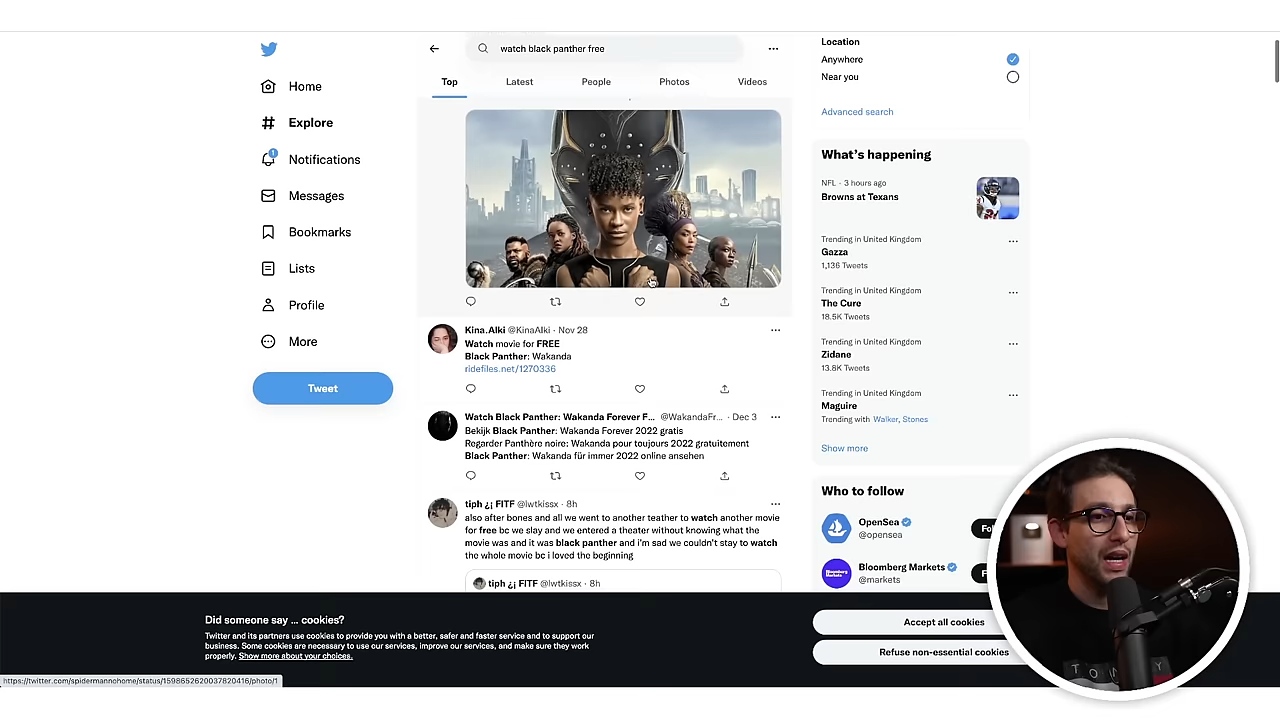 watch black panther free
Top
Latest
People
Photos
Videos
Home
Explore
1
Notifications
Messages
Bookmarks
Lists
Profile
More
Tweet
Kina.Alki @KinaAlki · Nov 28
Watch movie for FREE
Black Panther: Wakanda
ridefiles.net/1270336
Watch Black Panther: Wakanda Forever F... @WakandaFr... · Dec 3
Bekijk Black Panther: Wakanda Forever 2022 gratis
Regarder Panthère noire: Wakanda pour toujours 2022 gratuitement
Black Panther: Wakanda für immer 2022 online ansehen
tiph ¿¡ FITF @lwtkissx · 8h
also after bones and all we went to another teather to watch another movie
for free bc we slay and we entered a theater without knowing what the
movie was and it was black panther and i'm sad we couldn't stay to watch
the whole movie bc i loved the beginning
tiph ¿¡ FITF @lwtkissx · 8h
Location
Anywhere
Near you
Advanced search
What's happening
NFL · 3 hours ago
Browns at Texans
Trending in United Kingdom
Gazza
1,136 Tweets
Trending in United Kingdom
The Cure
18.5K Tweets
Trending in United Kingdom
Zidane
13.8K Tweets
Trending in United Kingdom
Maguire
Trending with Walker, Stones
Show more
Who to follow
OpenSea
@opensea
Bloomberg Markets
@markets
Did someone say … cookies?
Twitter and its partners use cookies to provide you with a better, safer and faster service and to support our
business. Some cookies are necessary to use our services, improve our services, and make sure they work
properly. Show more about your choices.
Accept all cookies
Refuse non-essential cookies
https://twitter.com/spidermannohome/status/1598652620037820416/photo/1